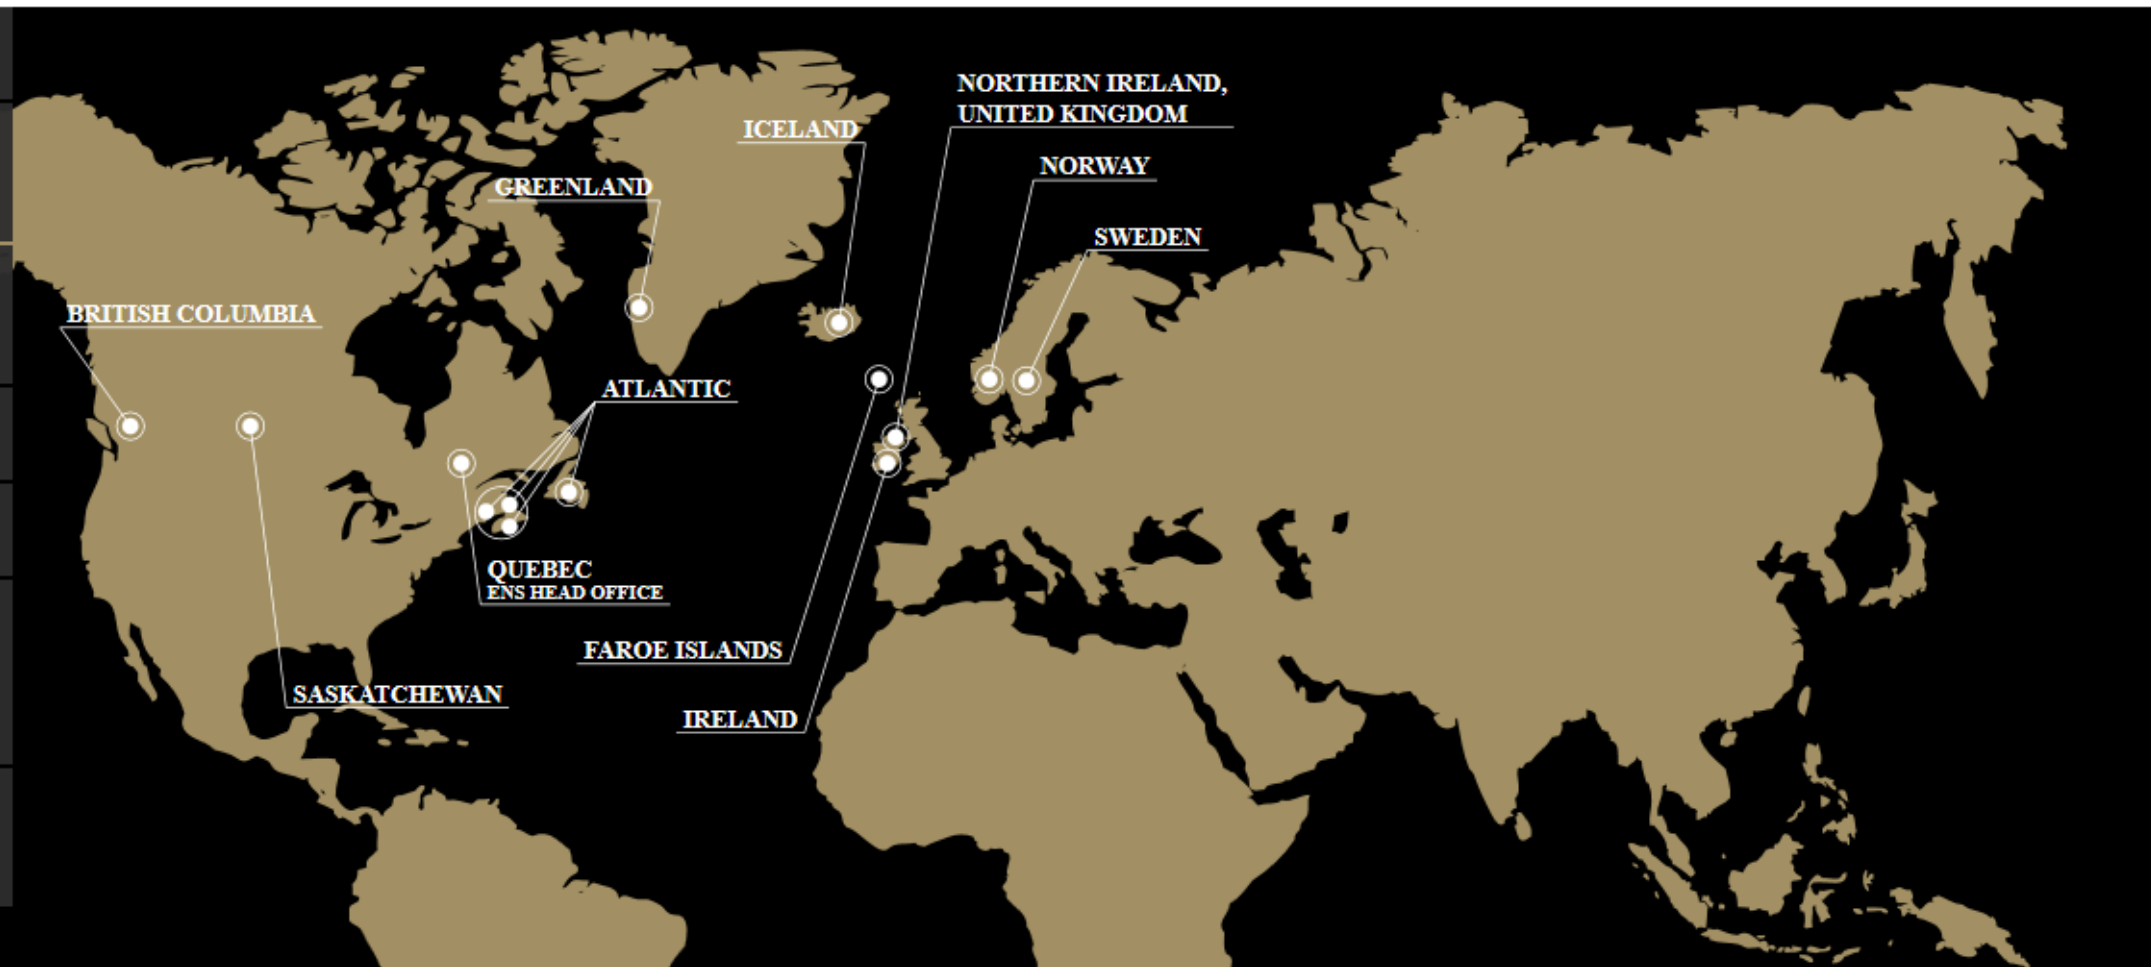 NORTHERN IRELAND,
UNITED KINGDOM
ICELAND
NORWAY
GREENLAND
SWEDEN
BRITISH COLUMBIA
ATLANTIC
QUEBEC
ENS HEAD OFFICE
FAROE ISLANDS
SASKATCHEWAN
IRELAND